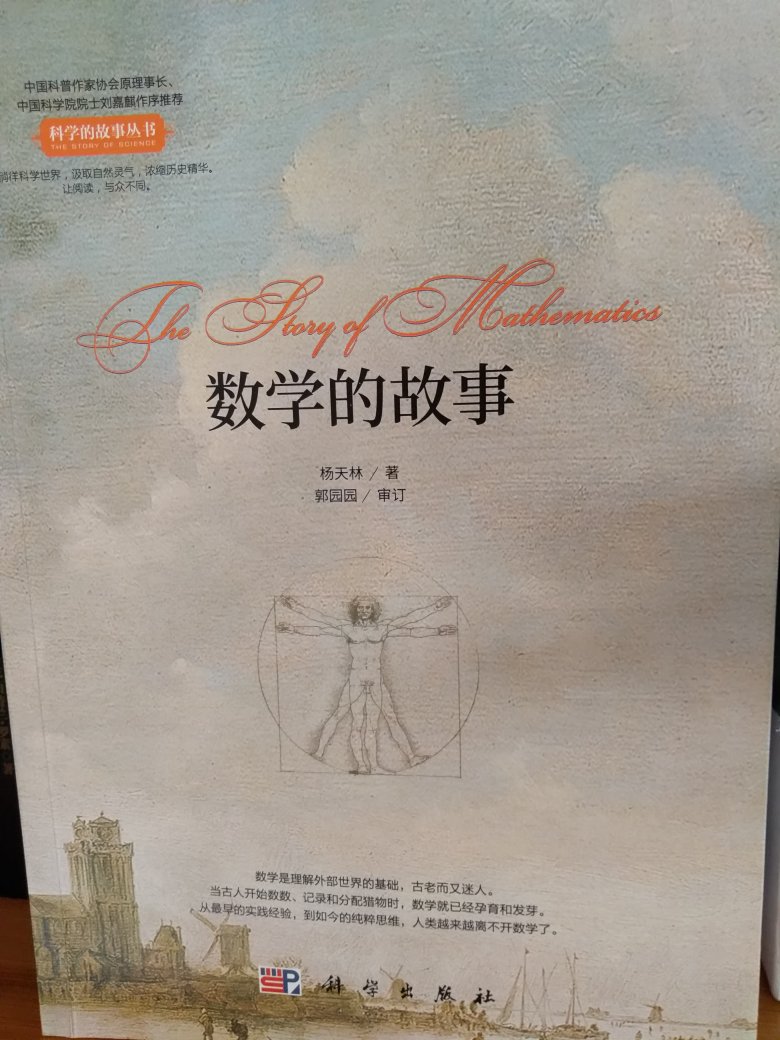 中国科普作家协会原理事长、
中国科学院院士刘嘉麒作序推荐
科学的故事丛书
THE STORY OF SCIENCE
徜徉科学世界，汲取自然灵气，浓缩历史精华。
让阅读，与众不同。
The Story of Mathematics
数学的故事
杨天林 / 著
郭园园 / 审订
数学是理解外部世界的基础，古老而又迷人。
当古人开始数数、记录和分配猎物时，数学就已经孕育和发芽。
从最早的实践经验，到如今的纯粹思维，人类越来越离不开数学了。
科学出版社